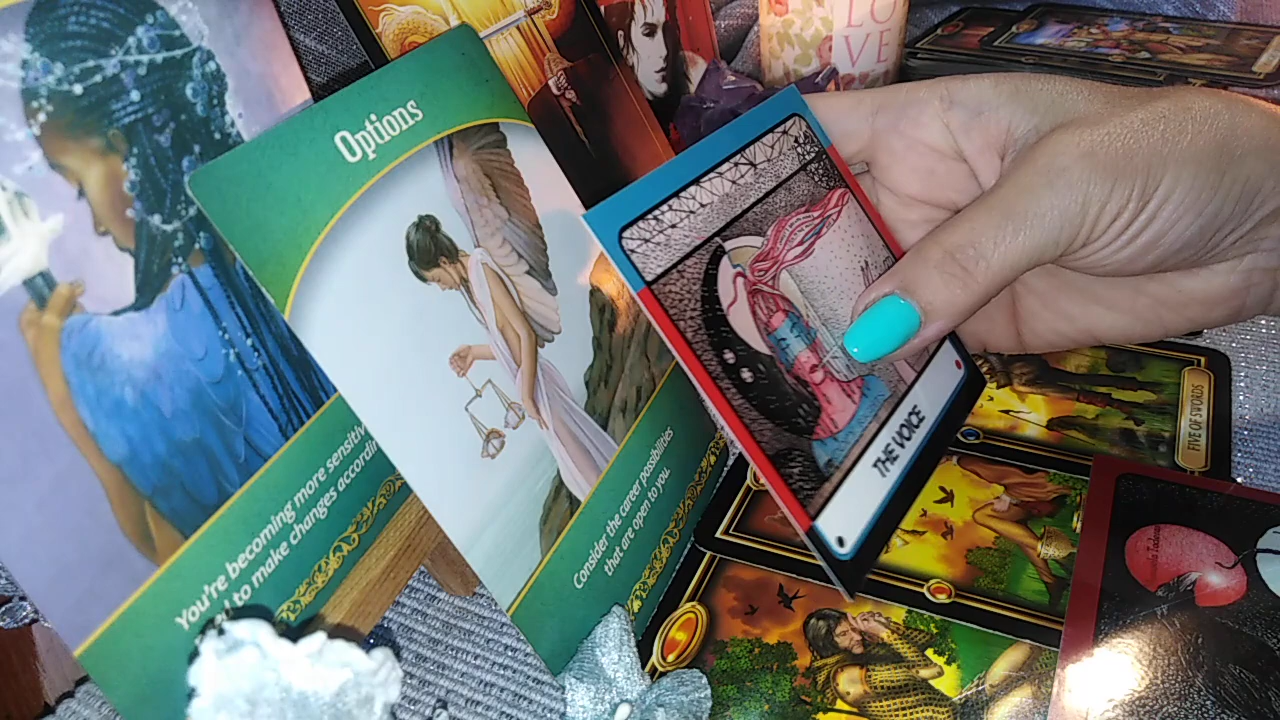 LO
VE
Options
You're becoming more sensitiv
to make changes accordin
Consider the career possibilities
that are open to you.
THE VOICE
FIVE OF SWORDS